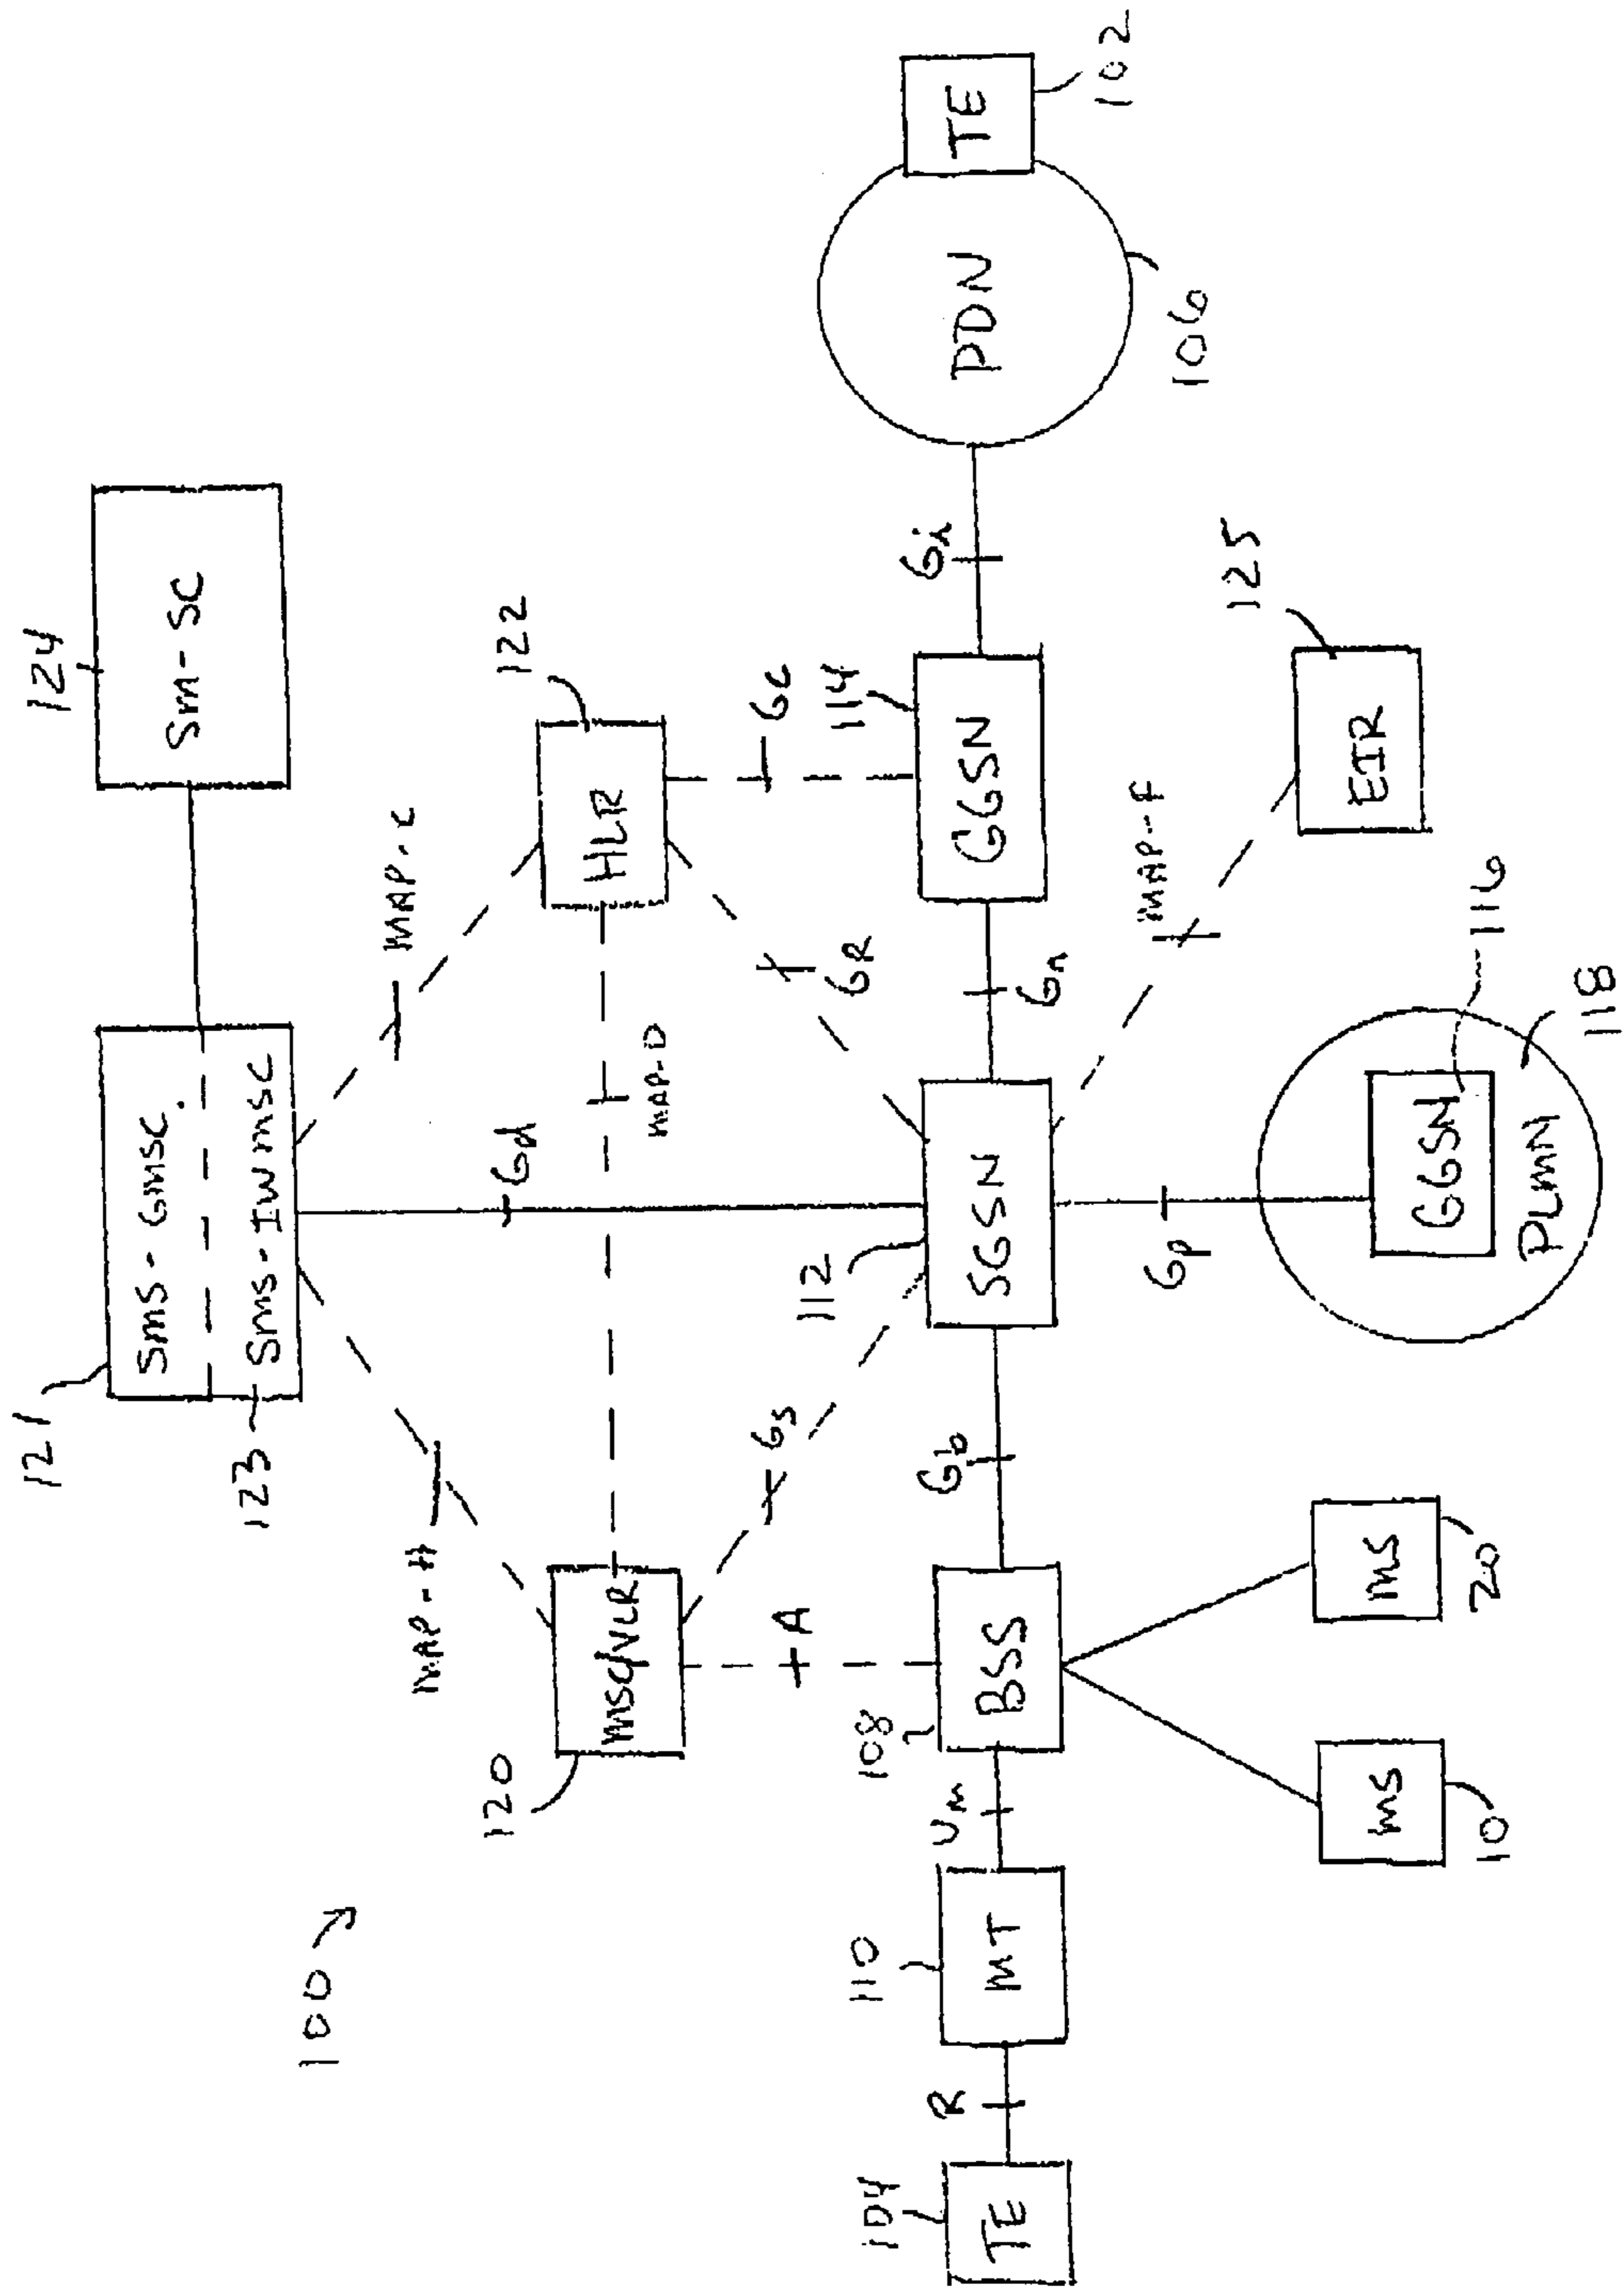 100
121
Sms - Gmsc
123
Sms - IWmsc
124
Sm - SC
MAP - H
MAP - C
Gd
120
msc/VLR
MAP-D
HLR
122
A
Gs
GR
Gc
104
TE
R
110
MT
Um
108
BSS
Gb
112
SGSN
Gn
114
GGSN
Gi
PDN
106
TE
102
ms
10
ms
20
Gp
GGSN
116
PLMN
118
MAP-F
EIR
125